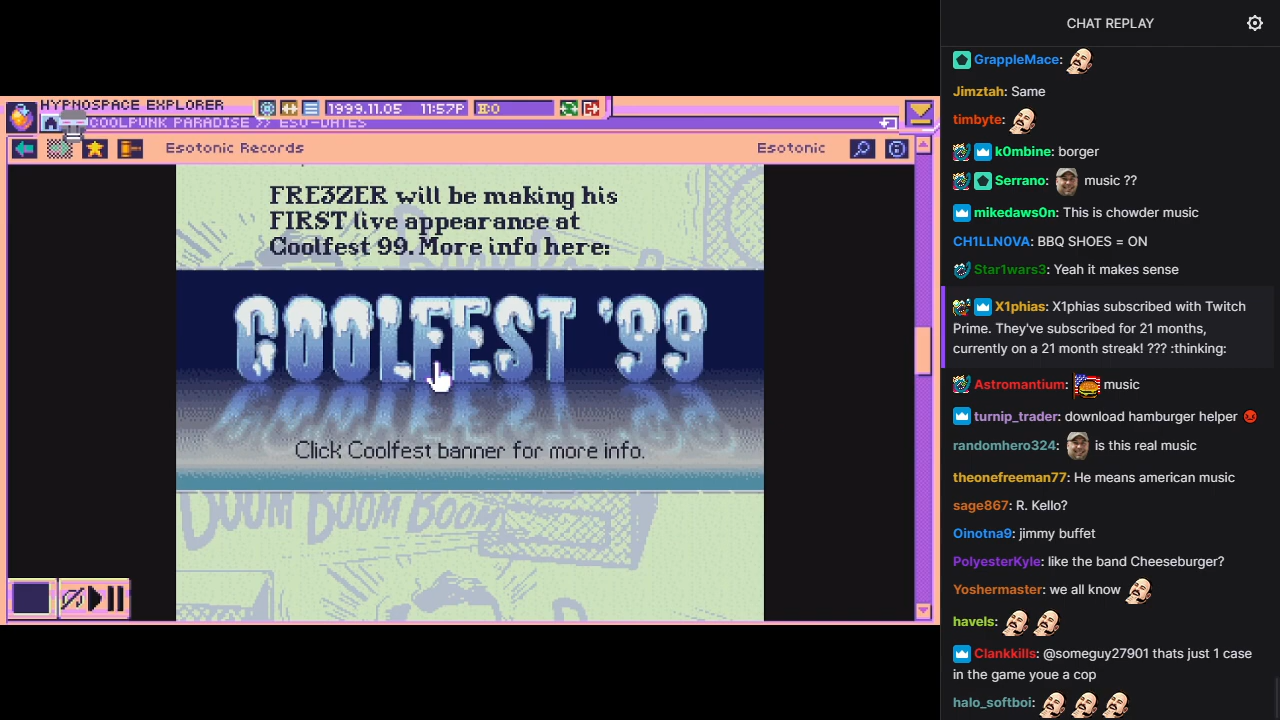 HYPNOSPACE EXPLORER
1999.11.05 11:57P
COOLPUNK PARADISE >> ESO-DATES
Esotonic Records
Esotonic
FRE3ZER will be making his
FIRST live appearance at
Coolfest 99. More info here:
COOLFEST '99
Click Coolfest banner for more info.
DOOM BOOM BOOM
CHAT REPLAY
GrappleMace:
Jimztah: Same
timbyte:
k0mbine: borger
Serrano: music ??
mikedaws0n: This is chowder music
CH1LLN0VA: BBQ SHOES = ON
Star1wars3: Yeah it makes sense
X1phias: X1phias subscribed with Twitch
Prime. They've subscribed for 21 months,
currently on a 21 month streak! ??? :thinking:
Astromantium: music
turnip_trader: download hamburger helper
randomhero324: is this real music
theonefreeman77: He means american music
sage867: R. Kello?
Oinotna9: jimmy buffet
PolyesterKyle: like the band Cheeseburger?
Yoshermaster: we all know
havels:
Clankkills: @someguy27901 thats just 1 case
in the game youe a cop
halo_softboi: